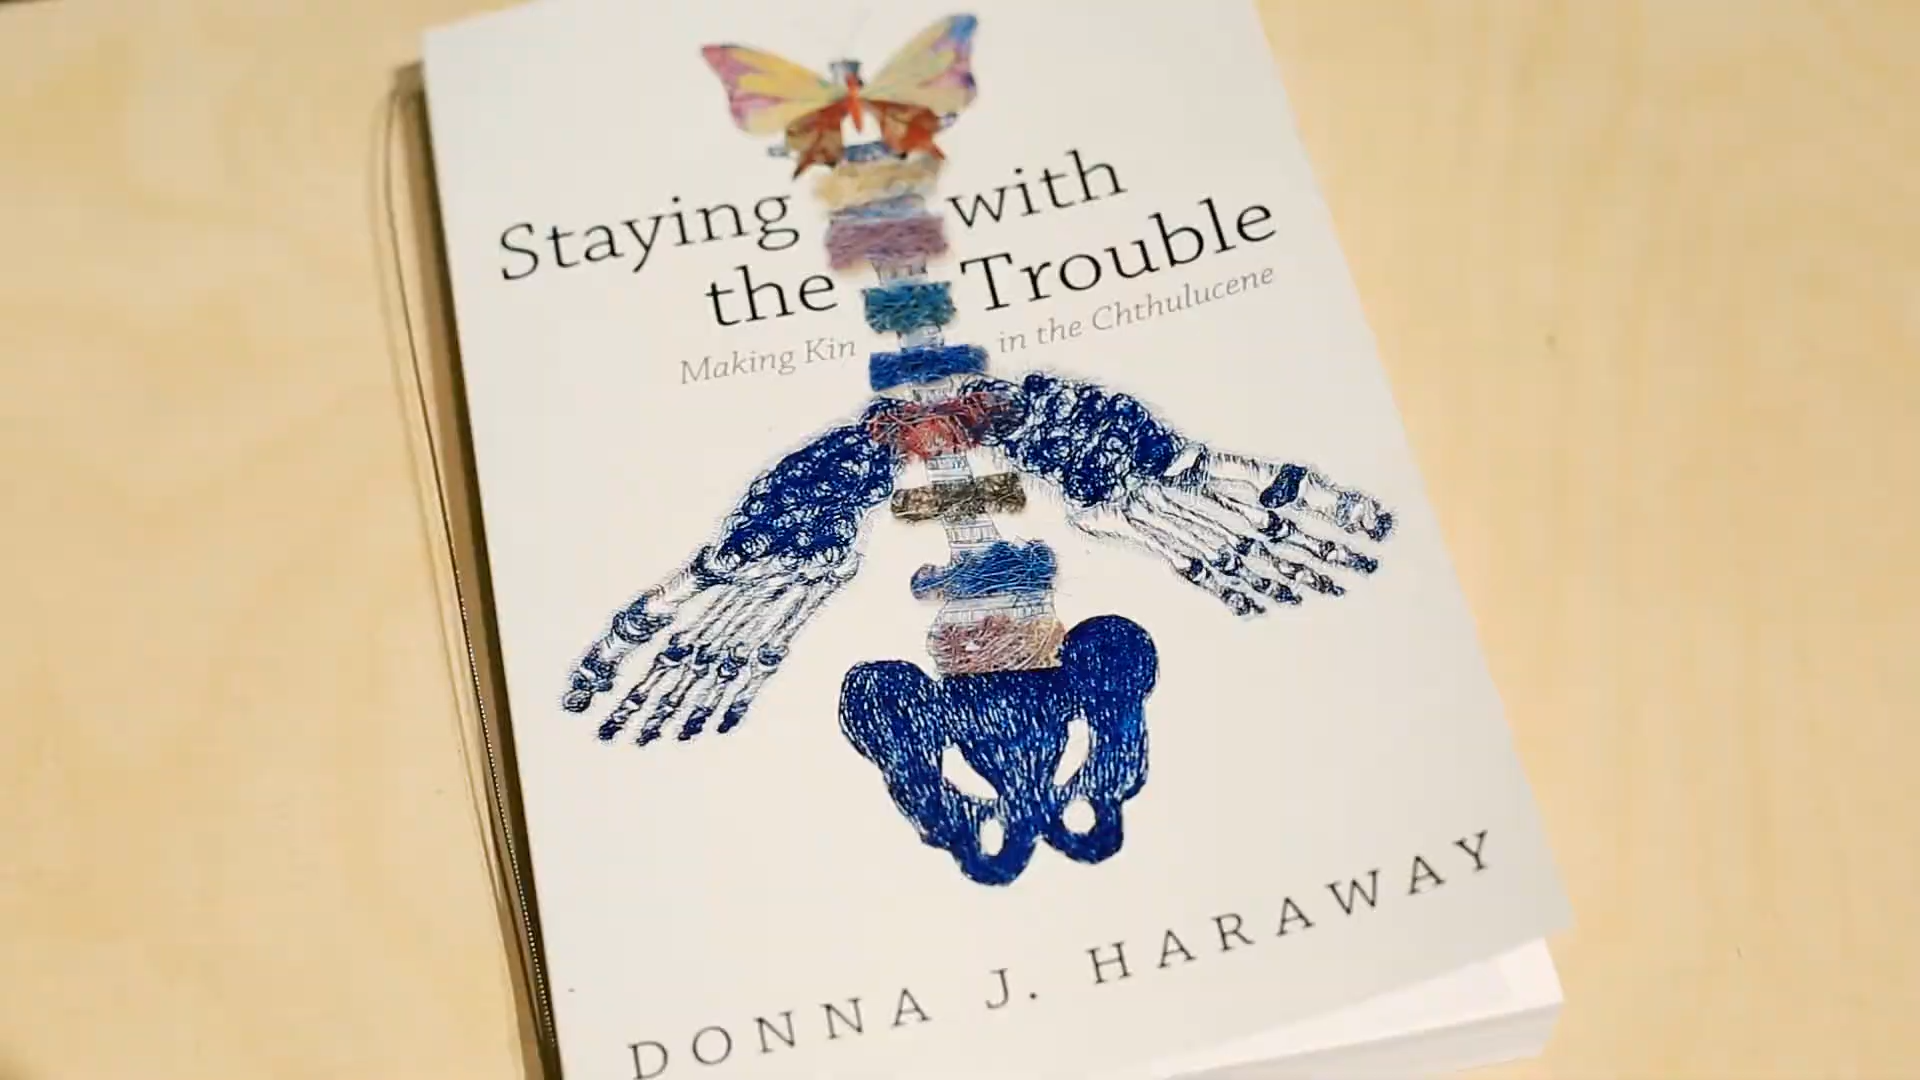 Staying with
the Trouble
Making Kin in the Chthulucene
DONNA J. HARAWAY